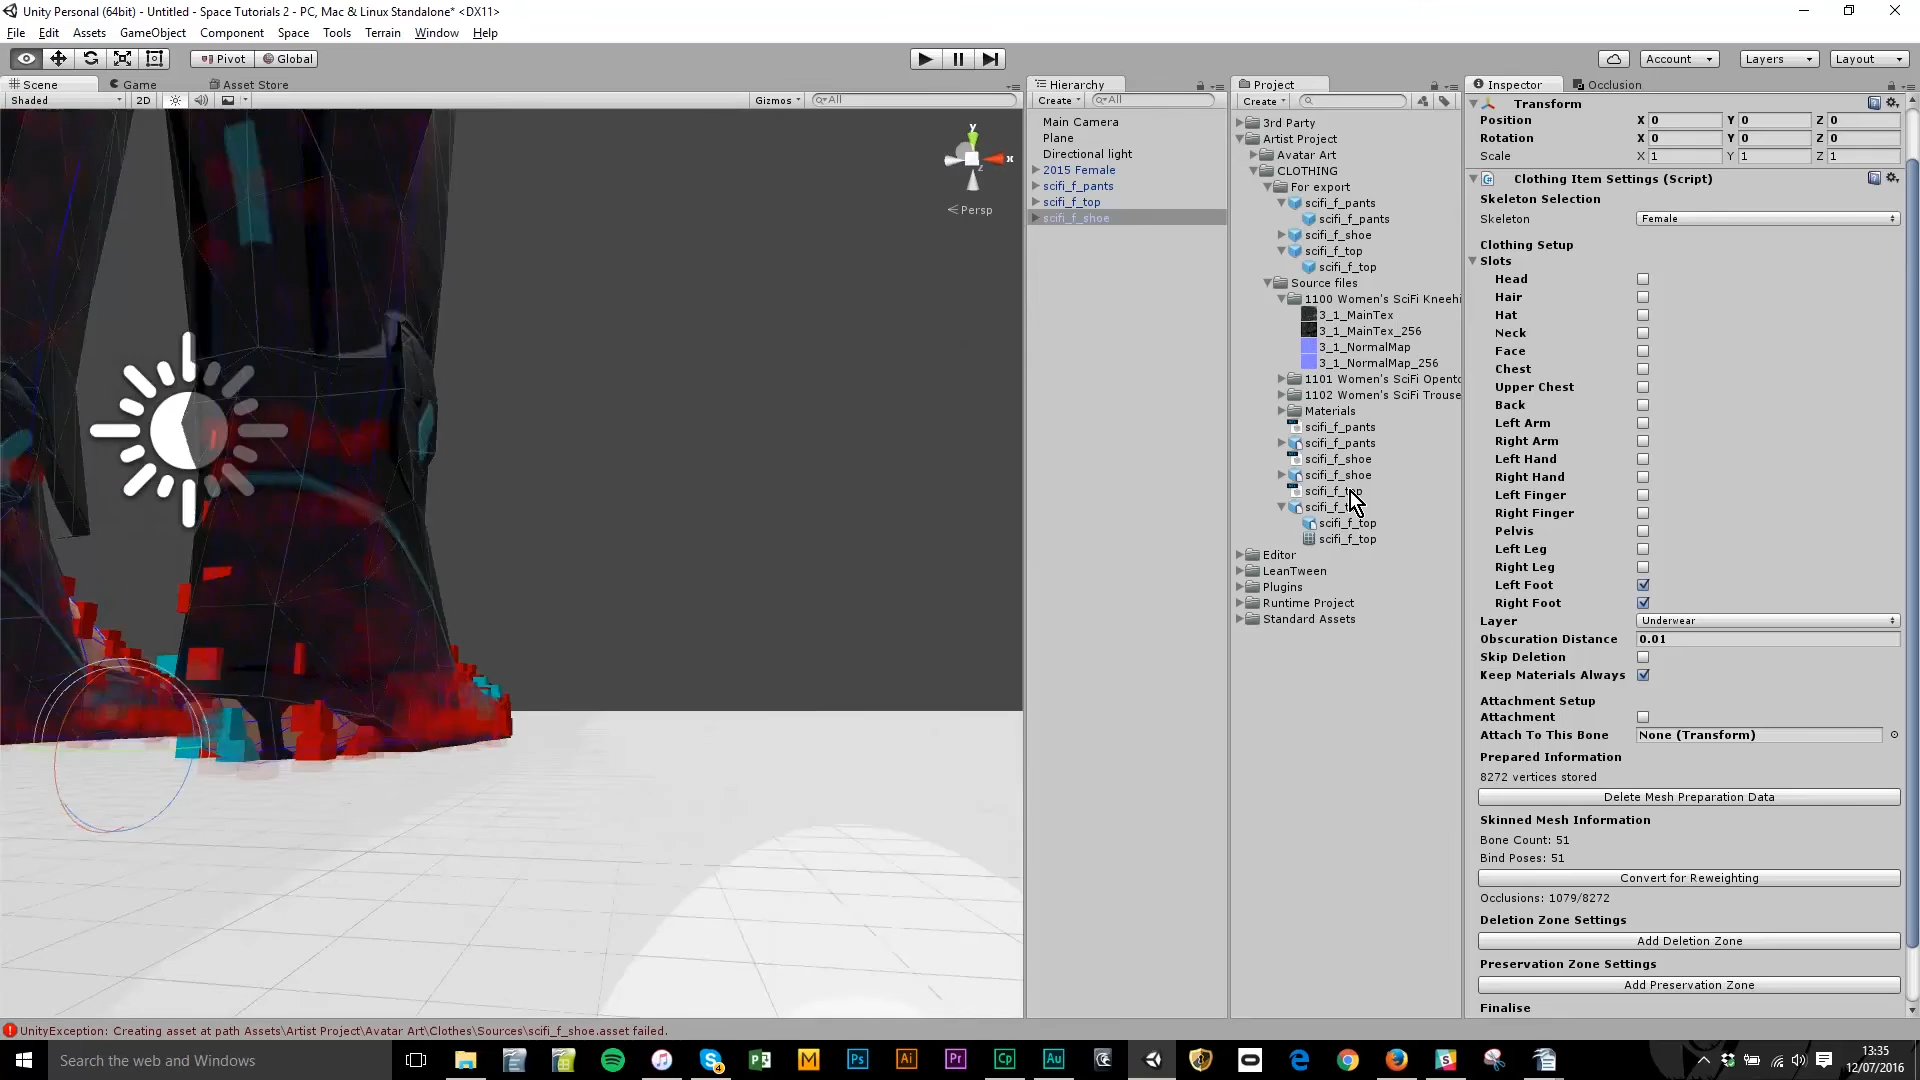 Unity Personal (64bit) - Untitled - Space Tutorials 2 - PC, Mac & Linux Standalone* <DX11>
File Edit Assets GameObject Component Space Tools Terrain Window Help
Pivot Global Account Layers Layout
Scene Game Asset Store
Shaded 2D Gizmos All
y
x
z
Persp
Hierarchy
Create All
Main Camera
Plane
Directional light
2015 Female
scifi_f_pants
scifi_f_top
scifi_f_shoe
Project
Create
3rd Party
Artist Project
Avatar Art
CLOTHING
For export
scifi_f_pants
scifi_f_pants
scifi_f_shoe
scifi_f_top
scifi_f_top
Source files
1100 Women's SciFi Kneehi
3_1_MainTex
3_1_MainTex_256
3_1_NormalMap
3_1_NormalMap_256
1101 Women's SciFi Opento
1102 Women's SciFi Trouse
Materials
scifi_f_pants
scifi_f_pants
scifi_f_shoe
scifi_f_shoe
scifi_f_top
scifi_f_top
scifi_f_top
Editor
LeanTween
Plugins
Runtime Project
Standard Assets
Inspector Occlusion
Transform
Position X 0 Y 0 Z 0
Rotation X 0 Y 0 Z 0
Scale X 1 Y 1 Z 1
Clothing Item Settings (Script)
Skeleton Selection
Skeleton Female
Clothing Setup
Slots
Head
Hair
Hat
Neck
Face
Chest
Upper Chest
Back
Left Arm
Right Arm
Left Hand
Right Hand
Left Finger
Right Finger
Pelvis
Left Leg
Right Leg
Left Foot
Right Foot
Layer Underwear
Obscuration Distance 0.01
Skip Deletion
Keep Materials Always
Attachment Setup
Attachment
Attach To This Bone None (Transform)
Prepared Information
8272 vertices stored
Delete Mesh Preparation Data
Skinned Mesh Information
Bone Count: 51
Bind Poses: 51
Convert for Reweighting
Occlusions: 1079/8272
Deletion Zone Settings
Add Deletion Zone
Preservation Zone Settings
Add Preservation Zone
Finalise
UnityException: Creating asset at path Assets\Artist Project\Avatar Art\Clothes\Sources\scifi_f_shoe.asset failed.
Search the web and Windows
4 Ps Ai Pr Cp Au
13:35
12/07/2016